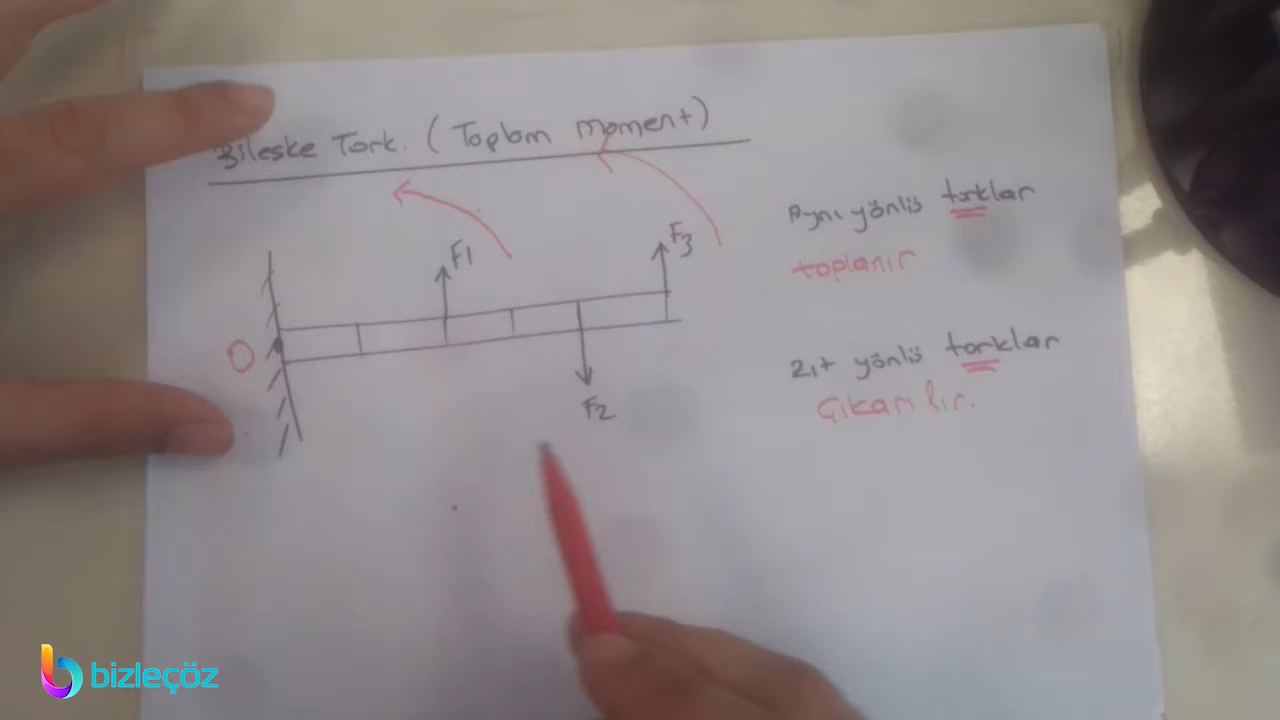 Bileske Tork. (Toplam moment)
F1
F3
O
F2
Aynı yönlü torklar
toplanır
Zıt yönlü torklar
Çıkarılır.
bizleçöz